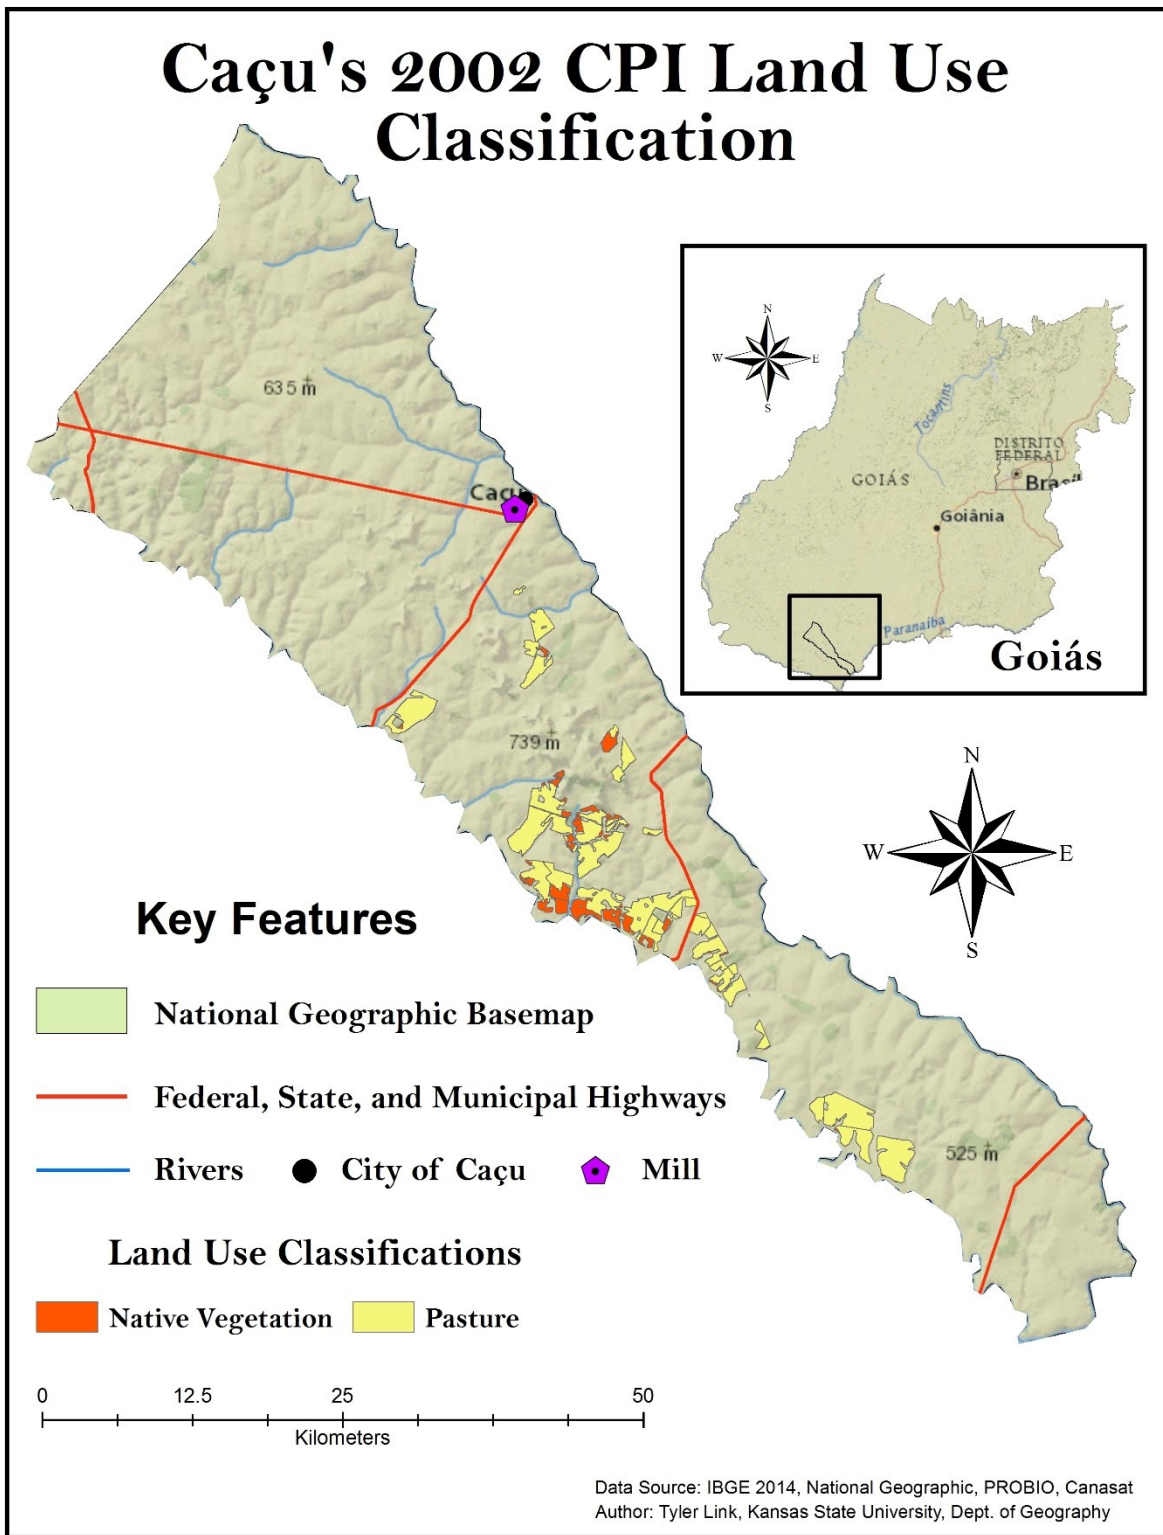 Caçu's 2002 CPI Land Use
Classification
N
W
E
S
635 m
Tocantins
DISTRITO
FEDERAL
GOIÁS
Goiânia
Caçu
Paranaíba
Goiás
739 m
N
W
E
S
Key Features
National Geographic Basemap
Federal, State, and Municipal Highways
Rivers
City of Caçu
Mill
525 m
Land Use Classifications
Native Vegetation
Pasture
0 12.5 25 50
Kilometers
Data Source: IBGE 2014, National Geographic, PROBIO, Canasat
Author: Tyler Link, Kansas State University, Dept. of Geography